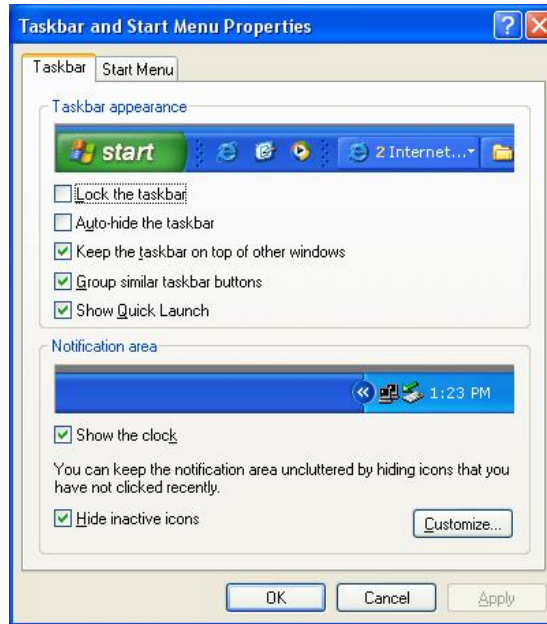 Taskbar and Start Menu Properties
Taskbar
Start Menu
Taskbar appearance
start
2 Internet...
Lock the taskbar
Auto-hide the taskbar
Keep the taskbar on top of other windows
Group similar taskbar buttons
Show Quick Launch
Notification area
1:23 PM
Show the clock
You can keep the notification area uncluttered by hiding icons that you
have not clicked recently.
Hide inactive icons
Customize...
OK
Cancel
Apply